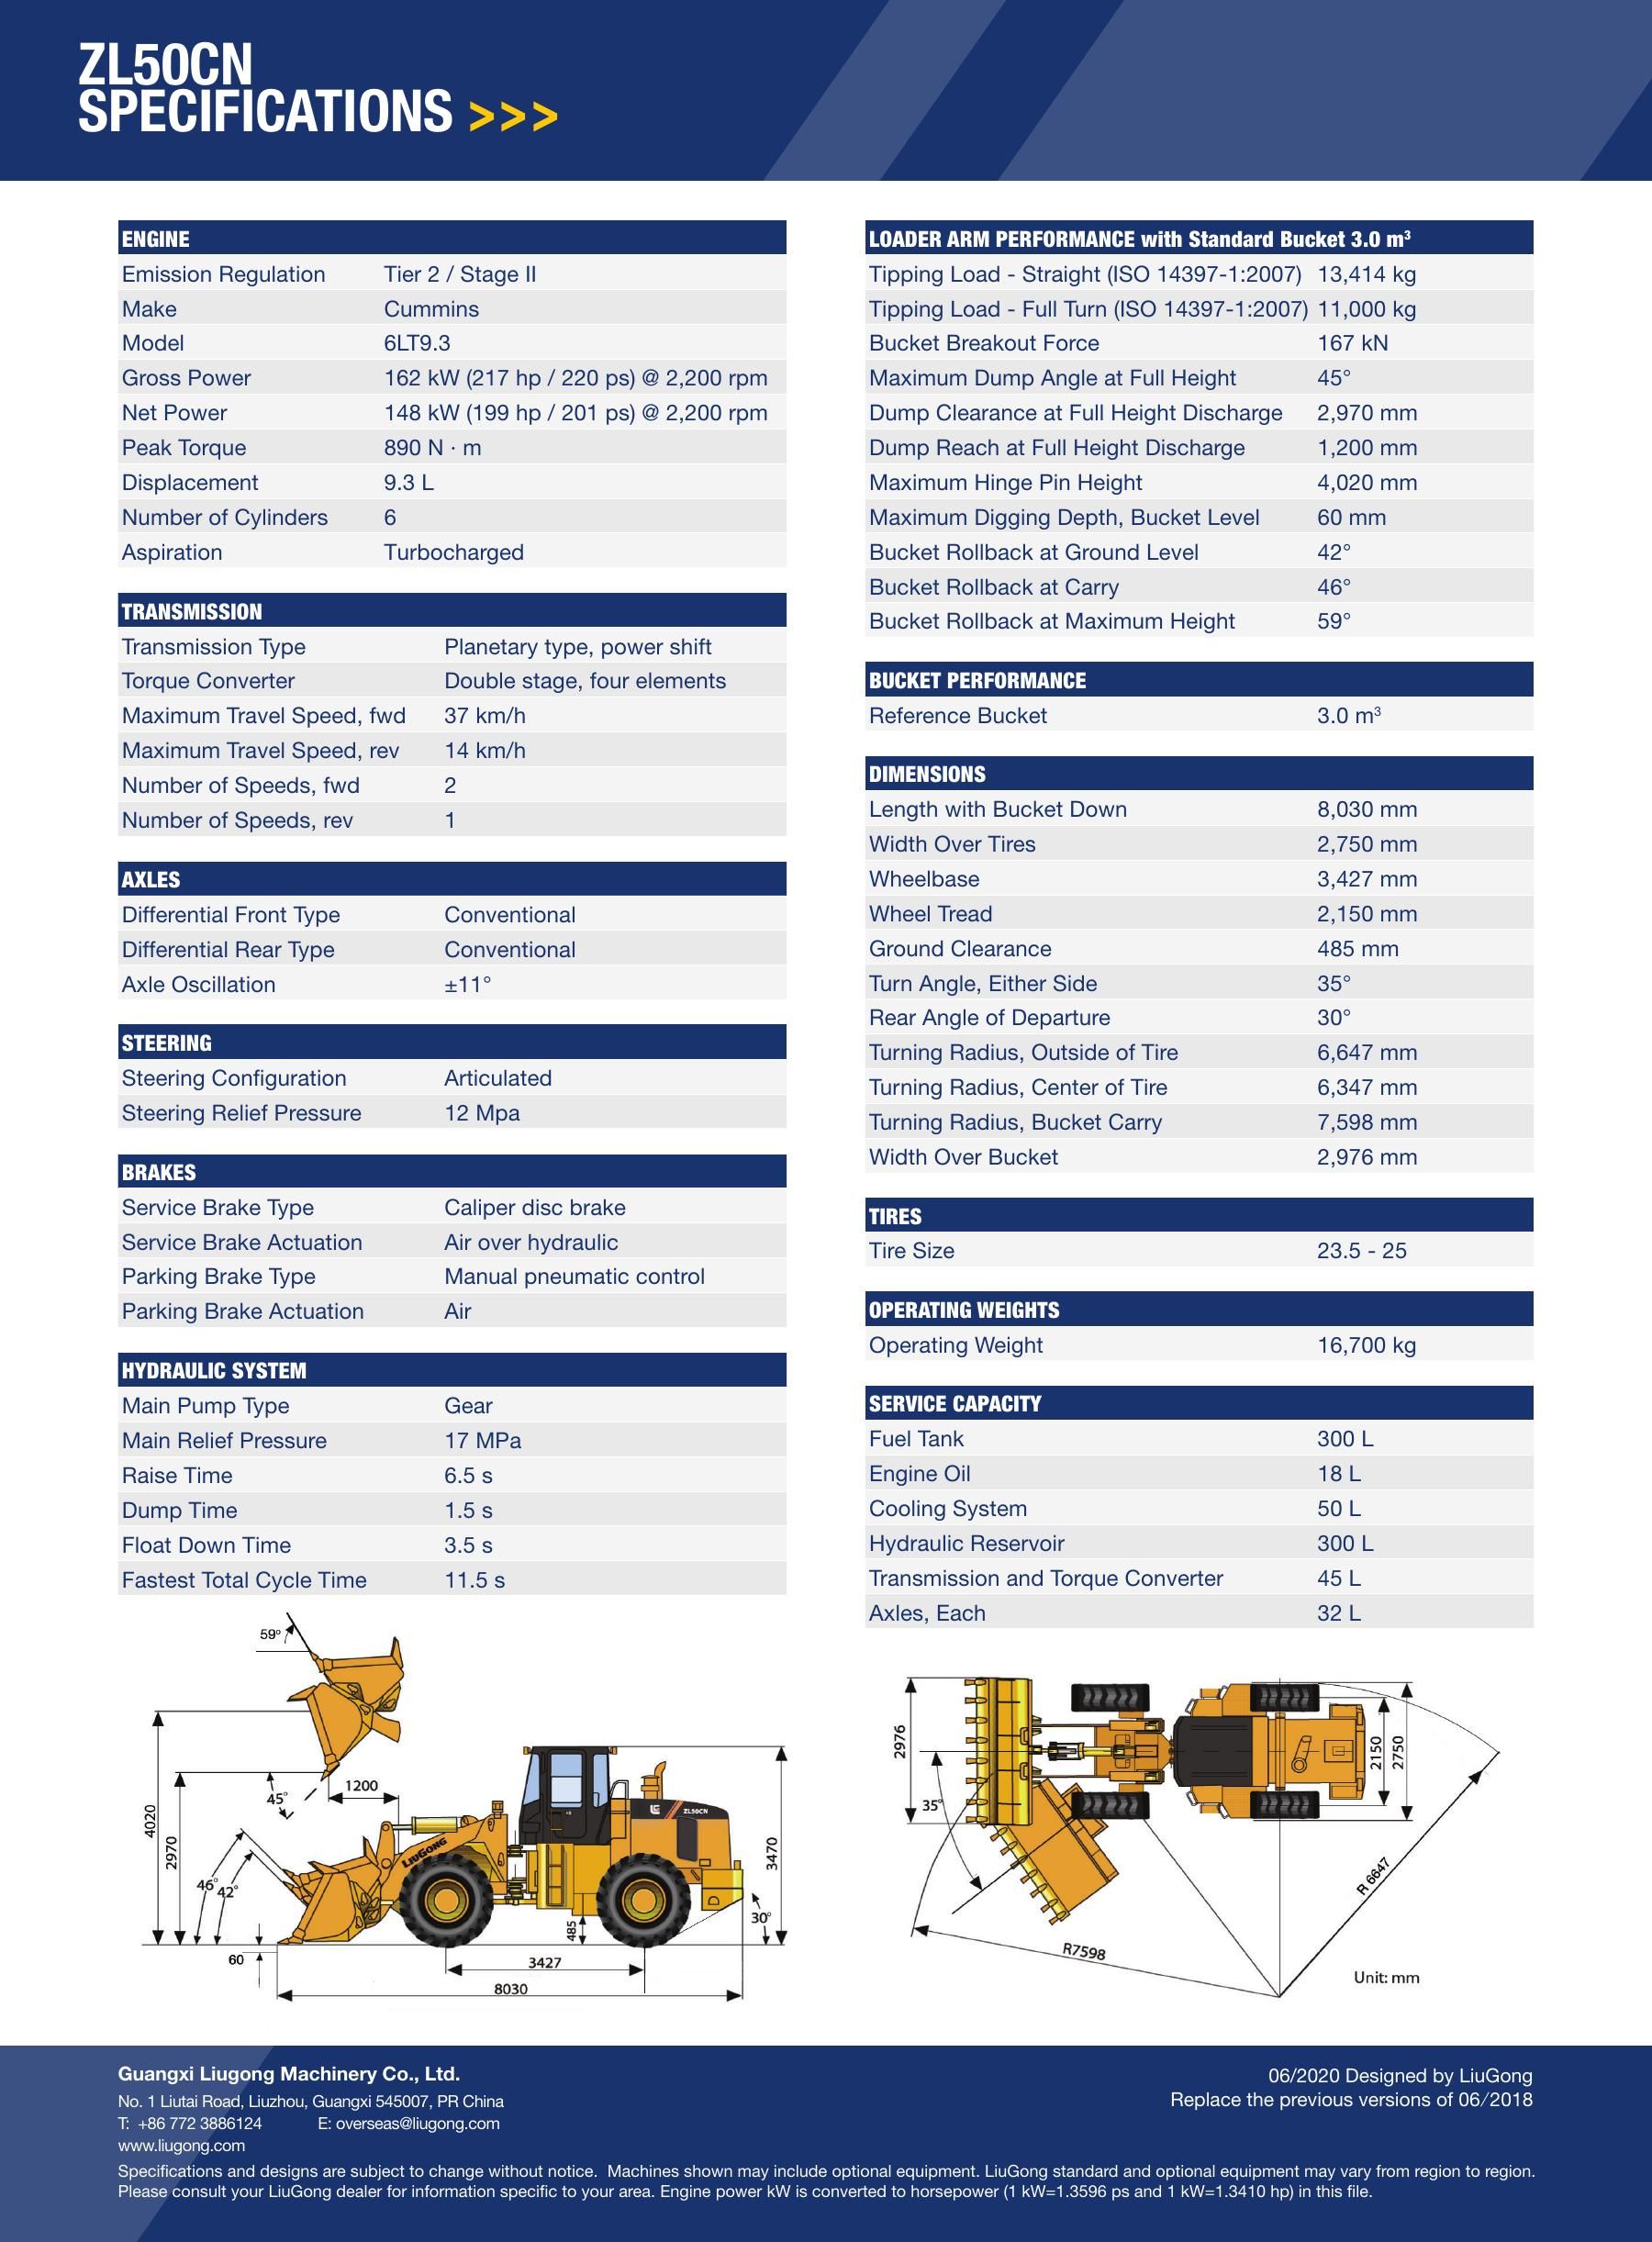 ZL50CN
SPECIFICATIONS >>>
ENGINE
Emission Regulation Tier 2 / Stage II
Make Cummins
Model 6LT9.3
Gross Power 162 kW (217 hp / 220 ps) @ 2,200 rpm
Net Power 148 kW (199 hp / 201 ps) @ 2,200 rpm
Peak Torque 890 N · m
Displacement 9.3 L
Number of Cylinders 6
Aspiration Turbocharged
TRANSMISSION
Transmission Type Planetary type, power shift
Torque Converter Double stage, four elements
Maximum Travel Speed, fwd 37 km/h
Maximum Travel Speed, rev 14 km/h
Number of Speeds, fwd 2
Number of Speeds, rev 1
AXLES
Differential Front Type Conventional
Differential Rear Type Conventional
Axle Oscillation ±11°
STEERING
Steering Configuration Articulated
Steering Relief Pressure 12 Mpa
BRAKES
Service Brake Type Caliper disc brake
Service Brake Actuation Air over hydraulic
Parking Brake Type Manual pneumatic control
Parking Brake Actuation Air
HYDRAULIC SYSTEM
Main Pump Type Gear
Main Relief Pressure 17 MPa
Raise Time 6.5 s
Dump Time 1.5 s
Float Down Time 3.5 s
Fastest Total Cycle Time 11.5 s
LOADER ARM PERFORMANCE with Standard Bucket 3.0 m³
Tipping Load - Straight (ISO 14397-1:2007) 13,414 kg
Tipping Load - Full Turn (ISO 14397-1:2007) 11,000 kg
Bucket Breakout Force 167 kN
Maximum Dump Angle at Full Height 45°
Dump Clearance at Full Height Discharge 2,970 mm
Dump Reach at Full Height Discharge 1,200 mm
Maximum Hinge Pin Height 4,020 mm
Maximum Digging Depth, Bucket Level 60 mm
Bucket Rollback at Ground Level 42°
Bucket Rollback at Carry 46°
Bucket Rollback at Maximum Height 59°
BUCKET PERFORMANCE
Reference Bucket 3.0 m³
DIMENSIONS
Length with Bucket Down 8,030 mm
Width Over Tires 2,750 mm
Wheelbase 3,427 mm
Wheel Tread 2,150 mm
Ground Clearance 485 mm
Turn Angle, Either Side 35°
Rear Angle of Departure 30°
Turning Radius, Outside of Tire 6,647 mm
Turning Radius, Center of Tire 6,347 mm
Turning Radius, Bucket Carry 7,598 mm
Width Over Bucket 2,976 mm
TIRES
Tire Size 23.5 - 25
OPERATING WEIGHTS
Operating Weight 16,700 kg
SERVICE CAPACITY
Fuel Tank 300 L
Engine Oil 18 L
Cooling System 50 L
Hydraulic Reservoir 300 L
Transmission and Torque Converter 45 L
Axles, Each 32 L
59°
45°
1200
4020
2970
46°
42°
60
LIUGONG
ZL50CN
485
3427
8030
3470
30°
2976
35°
R7598
2150
2750
R 6647
Unit: mm
Guangxi Liugong Machinery Co., Ltd.
No. 1 Liutai Road, Liuzhou, Guangxi 545007, PR China
T: +86 772 3886124 E: overseas@liugong.com
www.liugong.com
06/2020 Designed by LiuGong
Replace the previous versions of 06/2018
Specifications and designs are subject to change without notice. Machines shown may include optional equipment. LiuGong standard and optional equipment may vary from region to region.
Please consult your LiuGong dealer for information specific to your area. Engine power kW is converted to horsepower (1 kW=1.3596 ps and 1 kW=1.3410 hp) in this file.